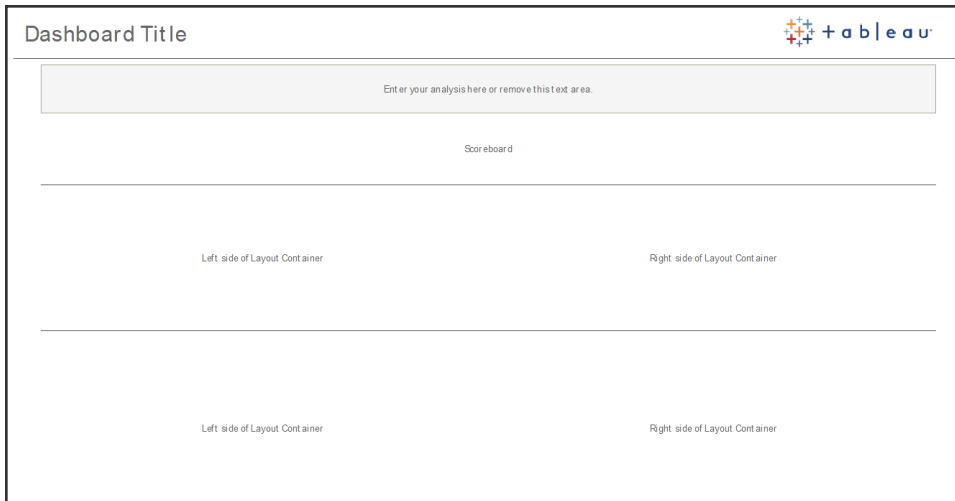 Dashboard Title
+ableau
Enter your analysis here or remove this text area.
Scoreboard
Left side of Layout Container
Right side of Layout Container
Left side of Layout Container
Right side of Layout Container